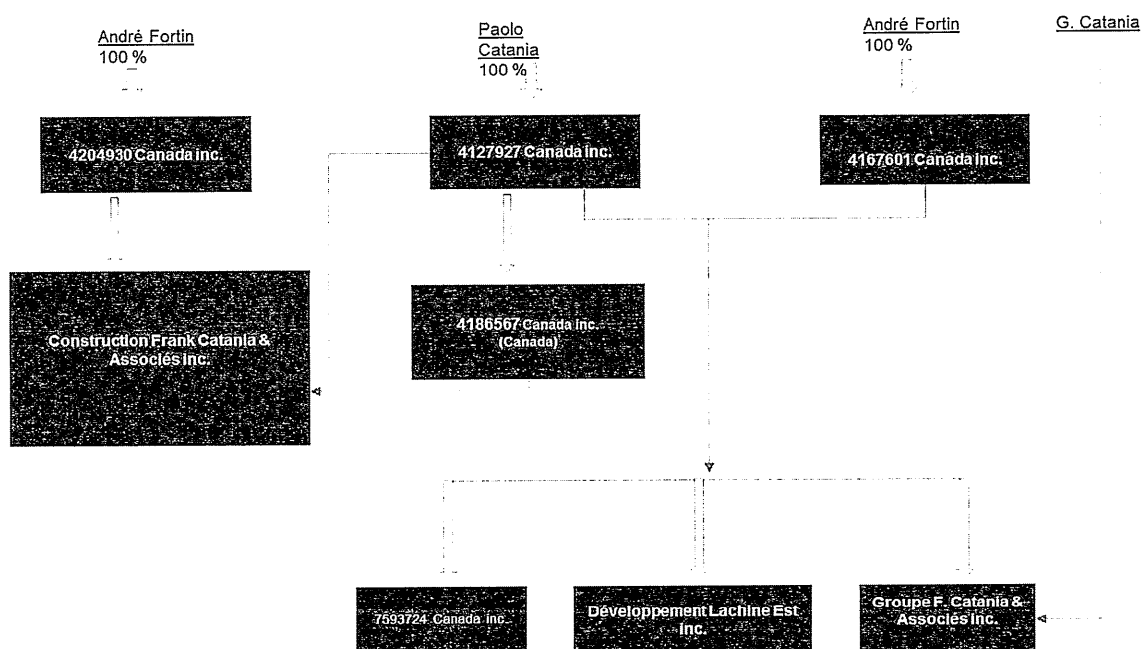 André Fortin
100 %
Paolo
Catania
100 %
André Fortin
100 %
G. Catania
4204930 Canada inc.
4127927 Canada inc.
4167601 Canada inc.
Construction Frank Catania &
Associés inc.
4186567 Canada inc.
(Canada)
7593724 Canada inc.
Développement Lachine Est
inc.
Groupe F. Catania &
Associés inc.